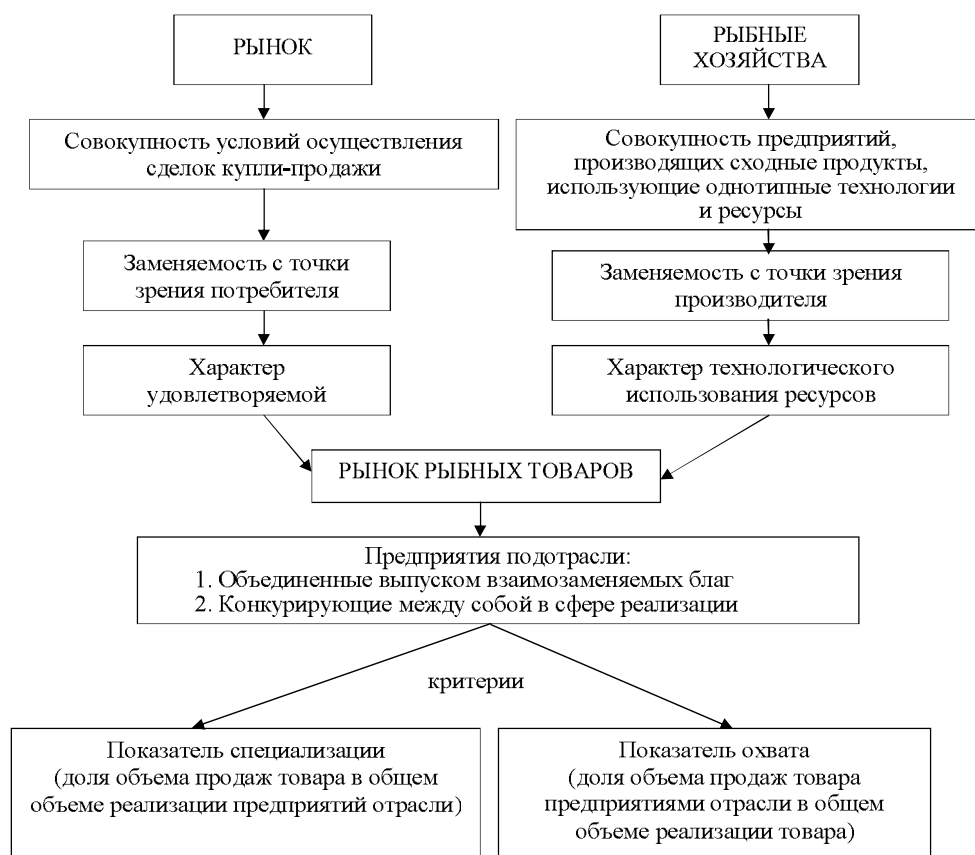 РЫНОК
РЫБНЫЕ
ХОЗЯЙСТВА
Совокупность условий осуществления
сделок купли-продажи
Совокупность предприятий,
производящих сходные продукты,
использующие однотипные технологии
и ресурсы
Заменяемость с точки
зрения потребителя
Заменяемость с точки зрения
производителя
Характер
удовлетворяемой
Характер технологического
использования ресурсов
РЫНОК РЫБНЫХ ТОВАРОВ
Предприятия подотрасли:
1. Объединенные выпуском взаимозаменяемых благ
2. Конкурирующие между собой в сфере реализации
критерии
Показатель специализации
(доля объема продаж товара в общем
объеме реализации предприятий отрасли)
Показатель охвата
(доля объема продаж товара
предприятиями отрасли в общем
объеме реализации товара)